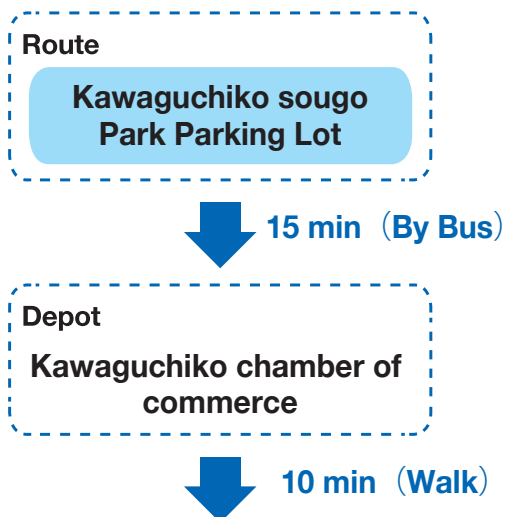 Route
Kawaguchiko sougo
Park Parking Lot
15 min（By Bus）
Depot
Kawaguchiko chamber of
commerce
10 min（Walk）